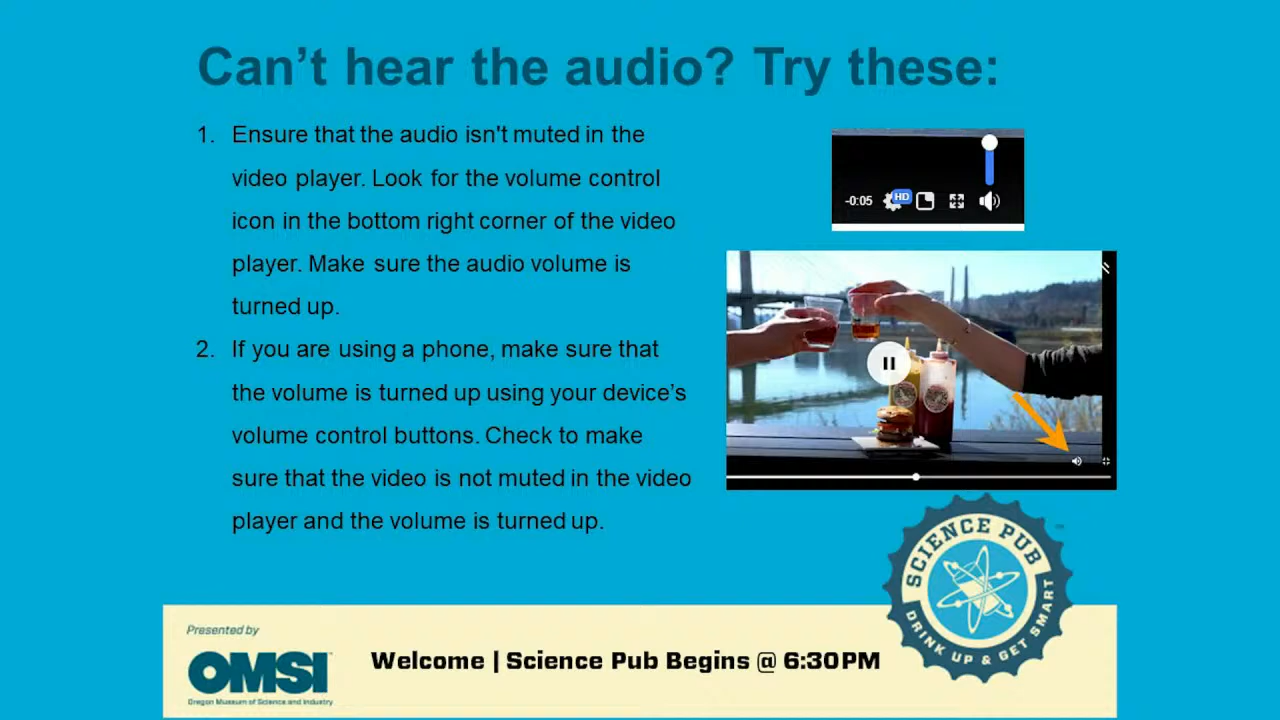 Can’t hear the audio? Try these:
1. Ensure that the audio isn't muted in the
video player. Look for the volume control
icon in the bottom right corner of the video
player. Make sure the audio volume is
turned up.
2. If you are using a phone, make sure that
the volume is turned up using your device’s
volume control buttons. Check to make
sure that the video is not muted in the video
player and the volume is turned up.
-0:05 HD
SCIENCE PUB
DRINK UP & GET SMART
Presented by
OMSI
Oregon Museum of Science and Industry
Welcome | Science Pub Begins @ 6:30PM